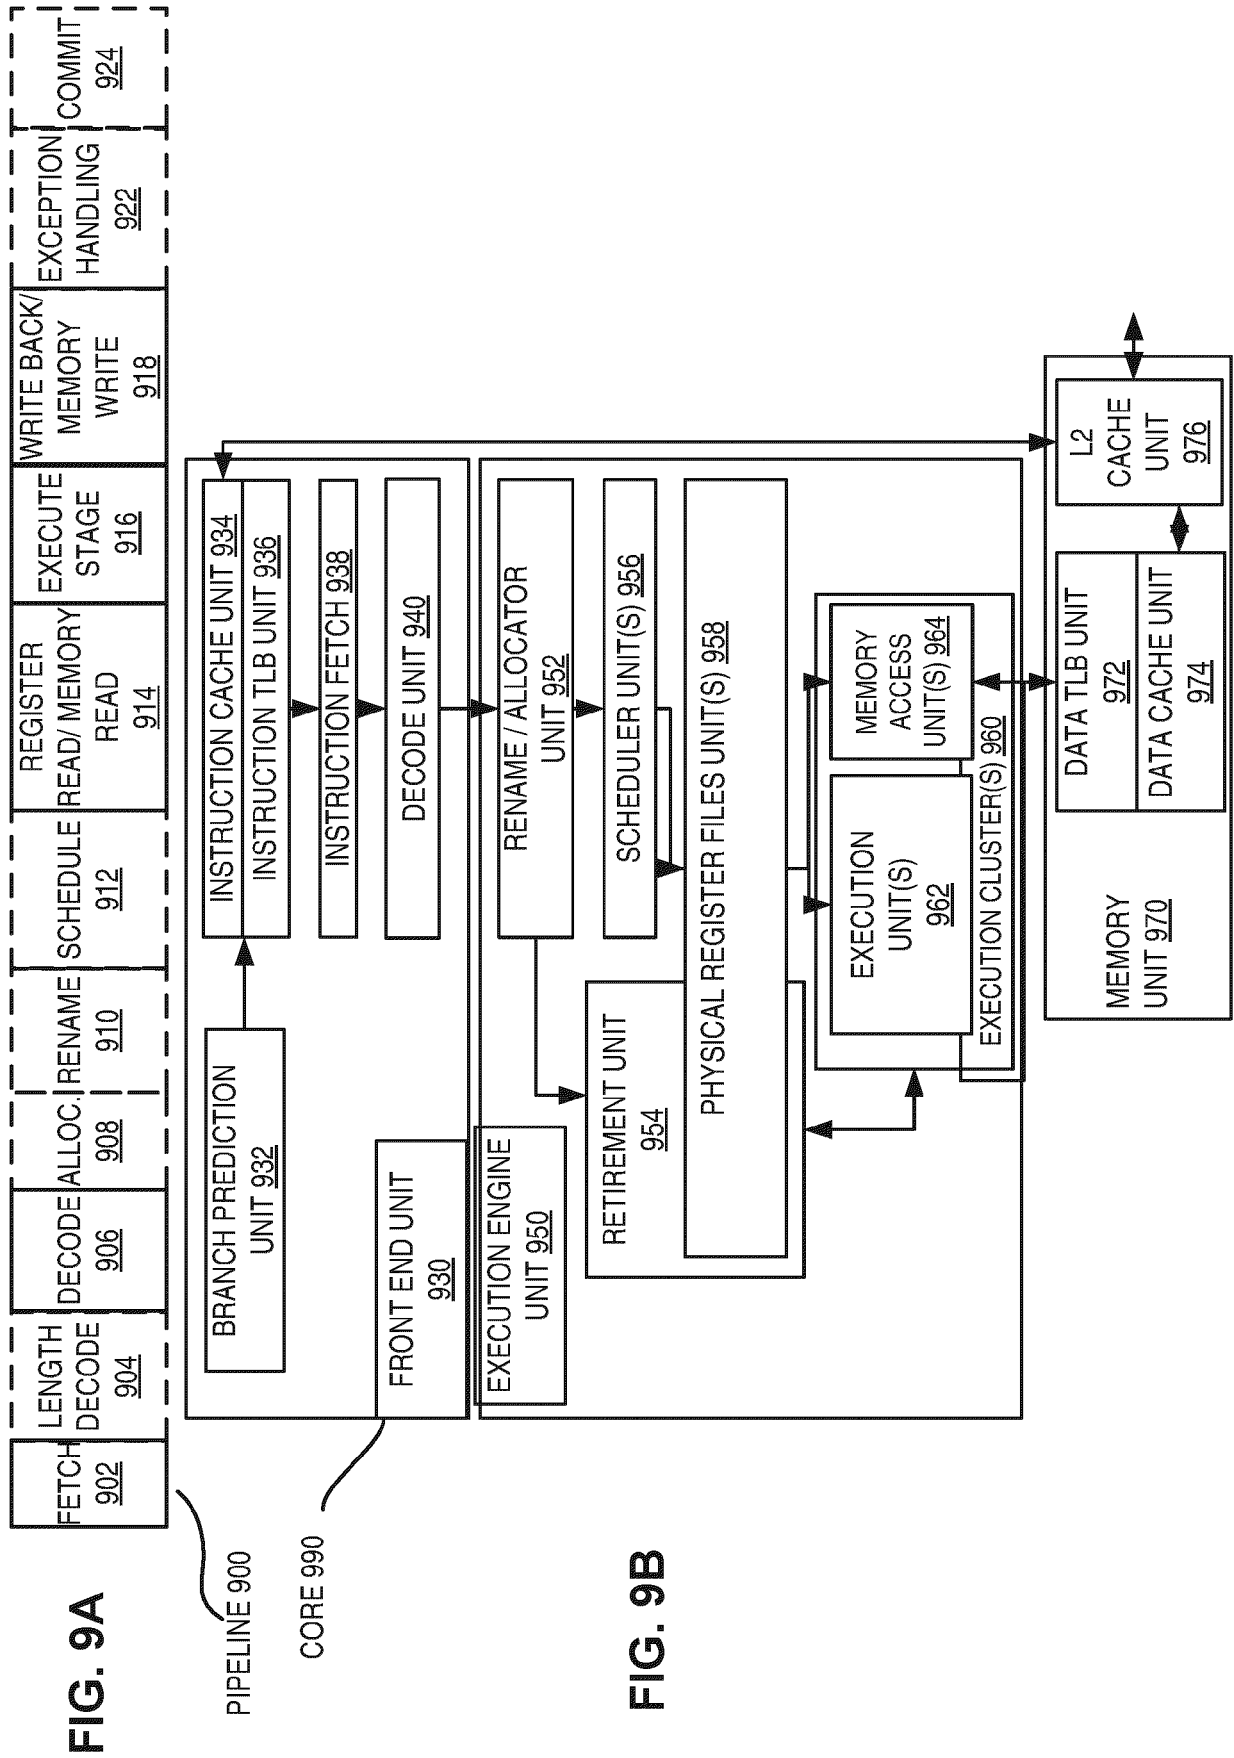 FIG. 9A
PIPELINE 900
FETCH
902
LENGTH
DECODE
904
DECODE
906
ALLOC.
908
RENAME
910
SCHEDULE
912
REGISTER
READ/ MEMORY
READ
914
EXECUTE
STAGE
916
WRITE BACK/
MEMORY
WRITE
918
EXCEPTION
HANDLING
922
COMMIT
924
FIG. 9B
CORE 990
BRANCH PREDICTION
UNIT 932
INSTRUCTION CACHE UNIT 934
INSTRUCTION TLB UNIT 936
INSTRUCTION FETCH 938
DECODE UNIT 940
FRONT END UNIT
930
EXECUTION ENGINE
UNIT 950
RENAME / ALLOCATOR
UNIT 952
SCHEDULER UNIT(S) 956
RETIREMENT UNIT
954
PHYSICAL REGISTER FILES UNIT(S) 958
EXECUTION
UNIT(S)
962
MEMORY
ACCESS
UNIT(S) 964
EXECUTION CLUSTER(S) 960
MEMORY
UNIT 970
DATA TLB UNIT
972
DATA CACHE UNIT
974
L2
CACHE
UNIT
976